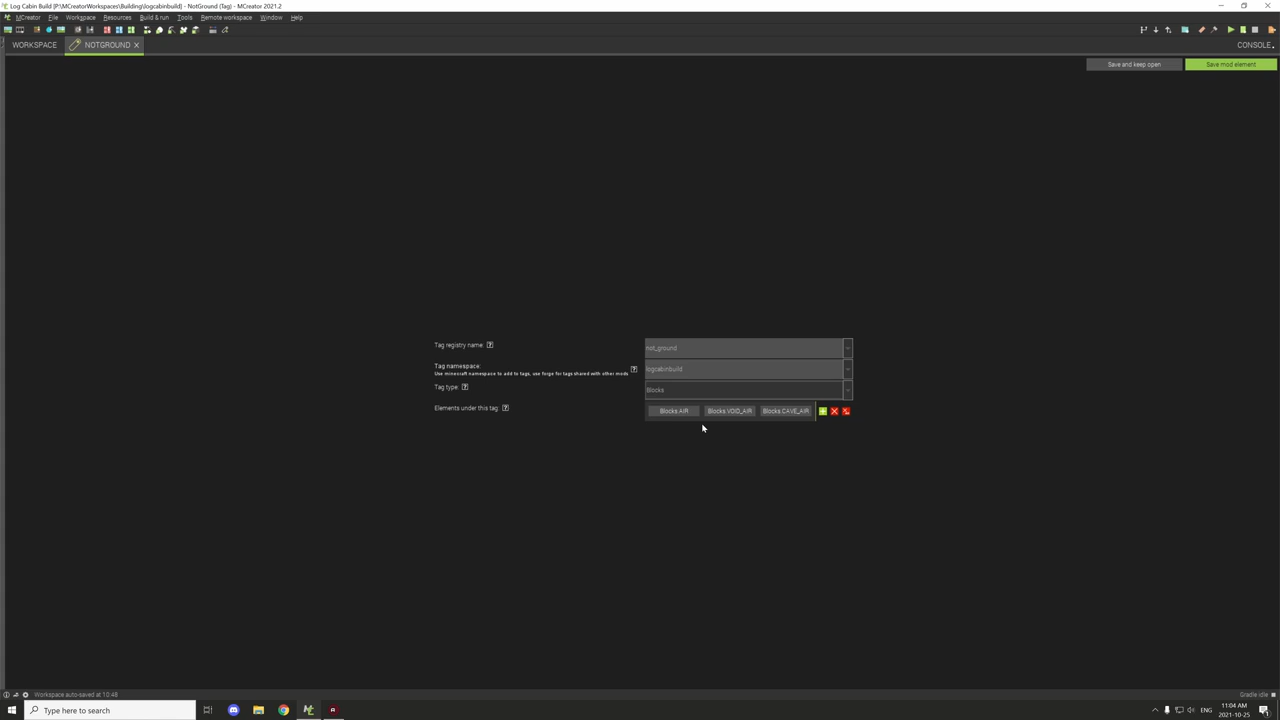 Log Cabin Build [P:\MCreatorWorkspaces\Building\logcabinbuild] - NotGround (Tag) - MCreator 2021.2
MCreator File Workspace Resources Build & run Tools Remote workspace Window Help
WORKSPACE NOTGROUND CONSOLE
Save and keep open Save mod element
Tag registry name: not_ground
Tag namespace: logcabinbuild
Use minecraft namespace to add to tags, use forge for tags shared with other mods
Tag type: Blocks
Elements under this tag: Blocks.AIR Blocks.VOID_AIR Blocks.CAVE_AIR
Workspace auto-saved at 10:48 Gradle idle
Type here to search ENG 11:04 AM
2021-10-25